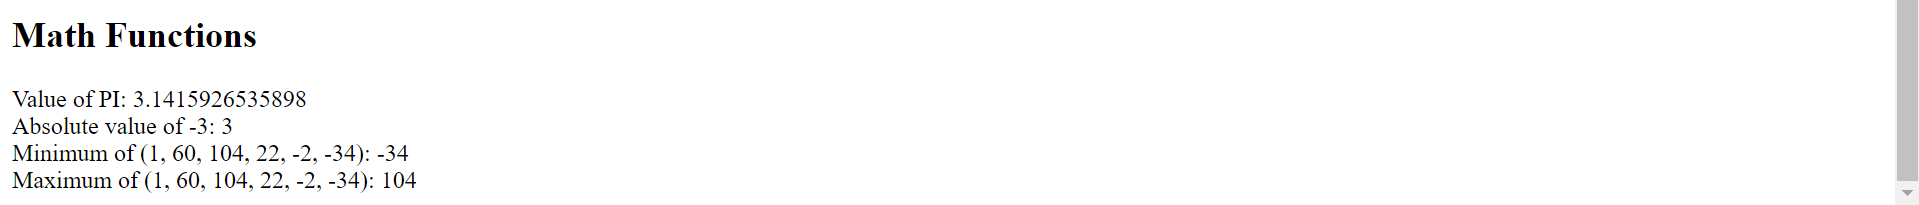 Math Functions
Value of PI: 3.1415926535898
Absolute value of -3: 3
Minimum of (1, 60, 104, 22, -2, -34): -34
Maximum of (1, 60, 104, 22, -2, -34): 104